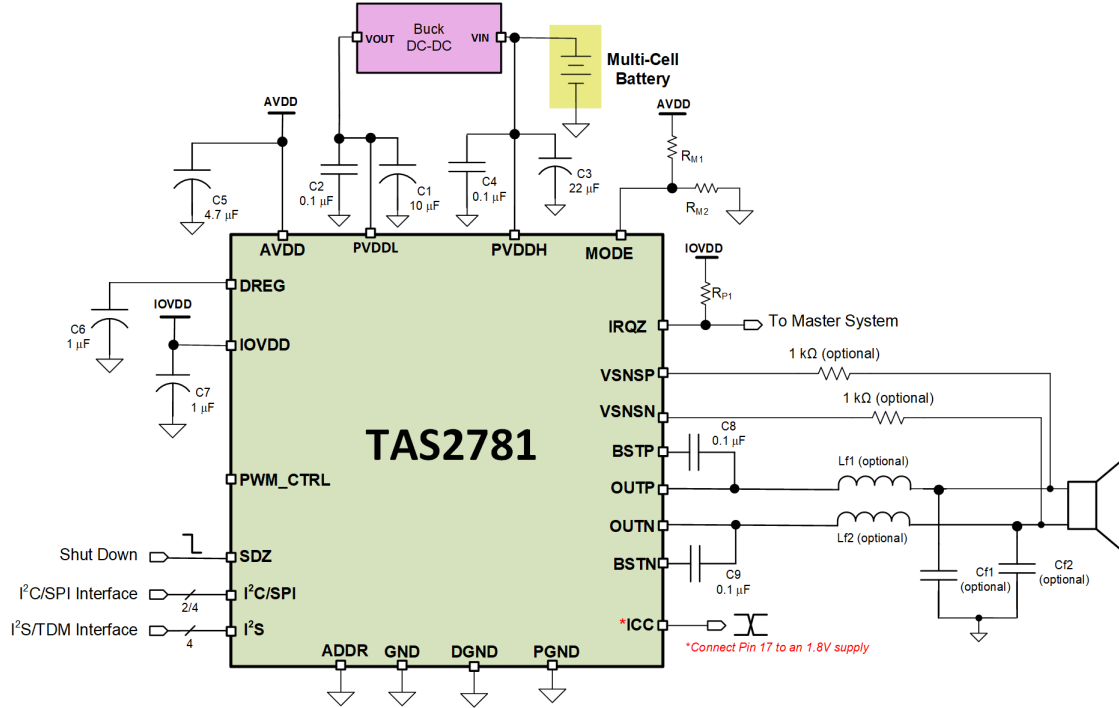 Buck
DC-DC
VOUT
VIN
Multi-Cell
Battery
AVDD
AVDD
C5
4.7 µF
C2
0.1 µF
C1
10 µF
C4
0.1 µF
C3
22 µF
RM1
RM2
AVDD
PVDDL
PVDDH
MODE
IOVDD
DREG
RP1
C6
1 µF
IOVDD
IRQZ
To Master System
IOVDD
1 kΩ (optional)
VSNSP
C7
1 µF
1 kΩ (optional)
VSNSN
C8
0.1 µF
TAS2781
BSTP
Lf1 (optional)
PWM_CTRL
OUTP
OUTN
Lf2 (optional)
Shut Down
SDZ
BSTN
C9
0.1 µF
Cf1
(optional)
Cf2
(optional)
I²C/SPI Interface
2/4
I²C/SPI
I²S/TDM Interface
4
I²S
*ICC
*Connect Pin 17 to an 1.8V supply
ADDR
GND
DGND
PGND